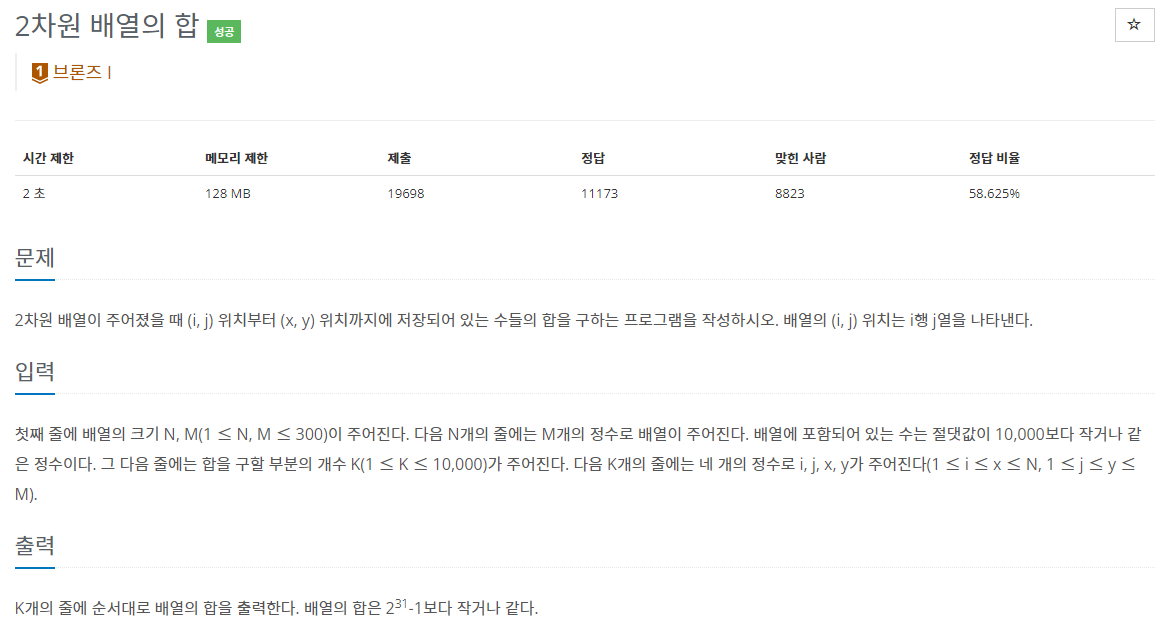 2차원 배열의 합 성공
☆
1 브론즈 I
시간 제한 메모리 제한 제출 정답 맞힌 사람 정답 비율
2 초 128 MB 19698 11173 8823 58.625%
문제
2차원 배열이 주어졌을 때 (i, j) 위치부터 (x, y) 위치까지에 저장되어 있는 수들의 합을 구하는 프로그램을 작성하시오. 배열의 (i, j) 위치는 i행 j열을 나타낸다.
입력
첫째 줄에 배열의 크기 N, M(1 ≤ N, M ≤ 300)이 주어진다. 다음 N개의 줄에는 M개의 정수로 배열이 주어진다. 배열에 포함되어 있는 수는 절댓값이 10,000보다 작거나 같
은 정수이다. 그 다음 줄에는 합을 구할 부분의 개수 K(1 ≤ K ≤ 10,000)가 주어진다. 다음 K개의 줄에는 네 개의 정수로 i, j, x, y가 주어진다(1 ≤ i ≤ x ≤ N, 1 ≤ j ≤ y ≤
M).
출력
K개의 줄에 순서대로 배열의 합을 출력한다. 배열의 합은 2³¹-1보다 작거나 같다.